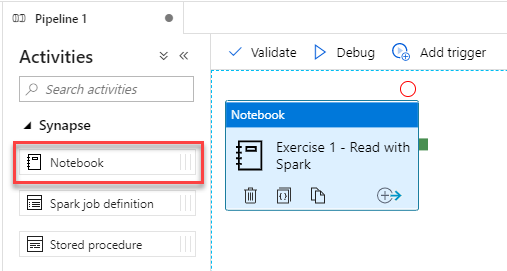 Pipeline 1
Activities
Search activities
Synapse
Notebook
Spark job definition
Stored procedure
Validate
Debug
Add trigger
Notebook
Exercise 1 - Read with
Spark